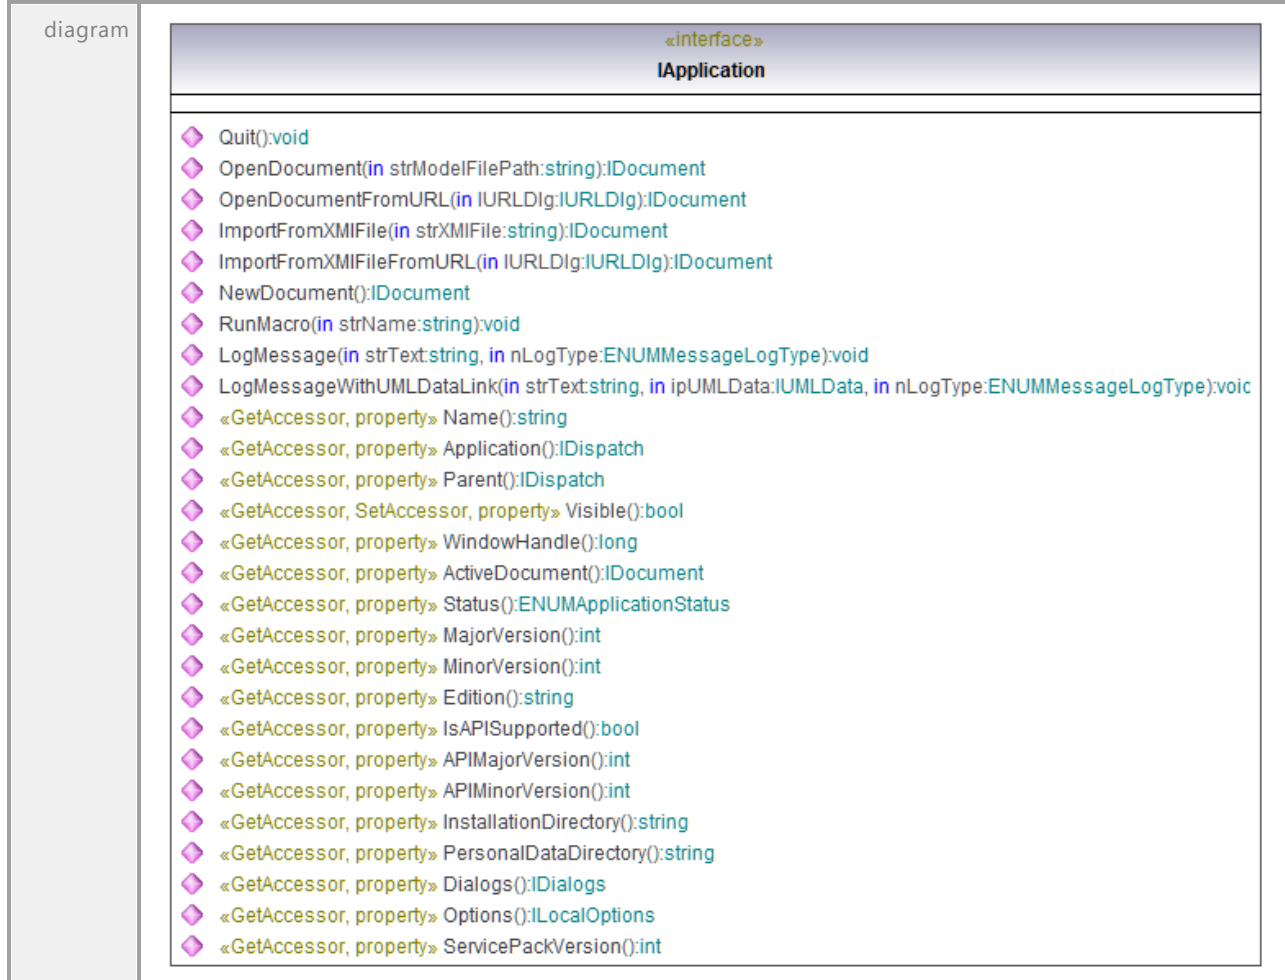 diagram
«interface»
IApplication
Quit():void
OpenDocument(in strModelFilePath:string):IDocument
OpenDocumentFromURL(in IURLDlg:IURLDlg):IDocument
ImportFromXMIFile(in strXMIFile:string):IDocument
ImportFromXMIFileFromURL(in IURLDlg:IURLDlg):IDocument
NewDocument():IDocument
RunMacro(in strName:string):void
LogMessage(in strText:string, in nLogType:ENUMMessageLogType):void
LogMessageWithUMLDataLink(in strText:string, in ipUMLData:IUMLData, in nLogType:ENUMMessageLogType):void
«GetAccessor, property» Name():string
«GetAccessor, property» Application():IDispatch
«GetAccessor, property» Parent():IDispatch
«GetAccessor, SetAccessor, property» Visible():bool
«GetAccessor, property» WindowHandle():long
«GetAccessor, property» ActiveDocument():IDocument
«GetAccessor, property» Status():ENUMApplicationStatus
«GetAccessor, property» MajorVersion():int
«GetAccessor, property» MinorVersion():int
«GetAccessor, property» Edition():string
«GetAccessor, property» IsAPISupported():bool
«GetAccessor, property» APIMajorVersion():int
«GetAccessor, property» APIMinorVersion():int
«GetAccessor, property» InstallationDirectory():string
«GetAccessor, property» PersonalDataDirectory():string
«GetAccessor, property» Dialogs():IDialogs
«GetAccessor, property» Options():ILocalOptions
«GetAccessor, property» ServicePackVersion():int